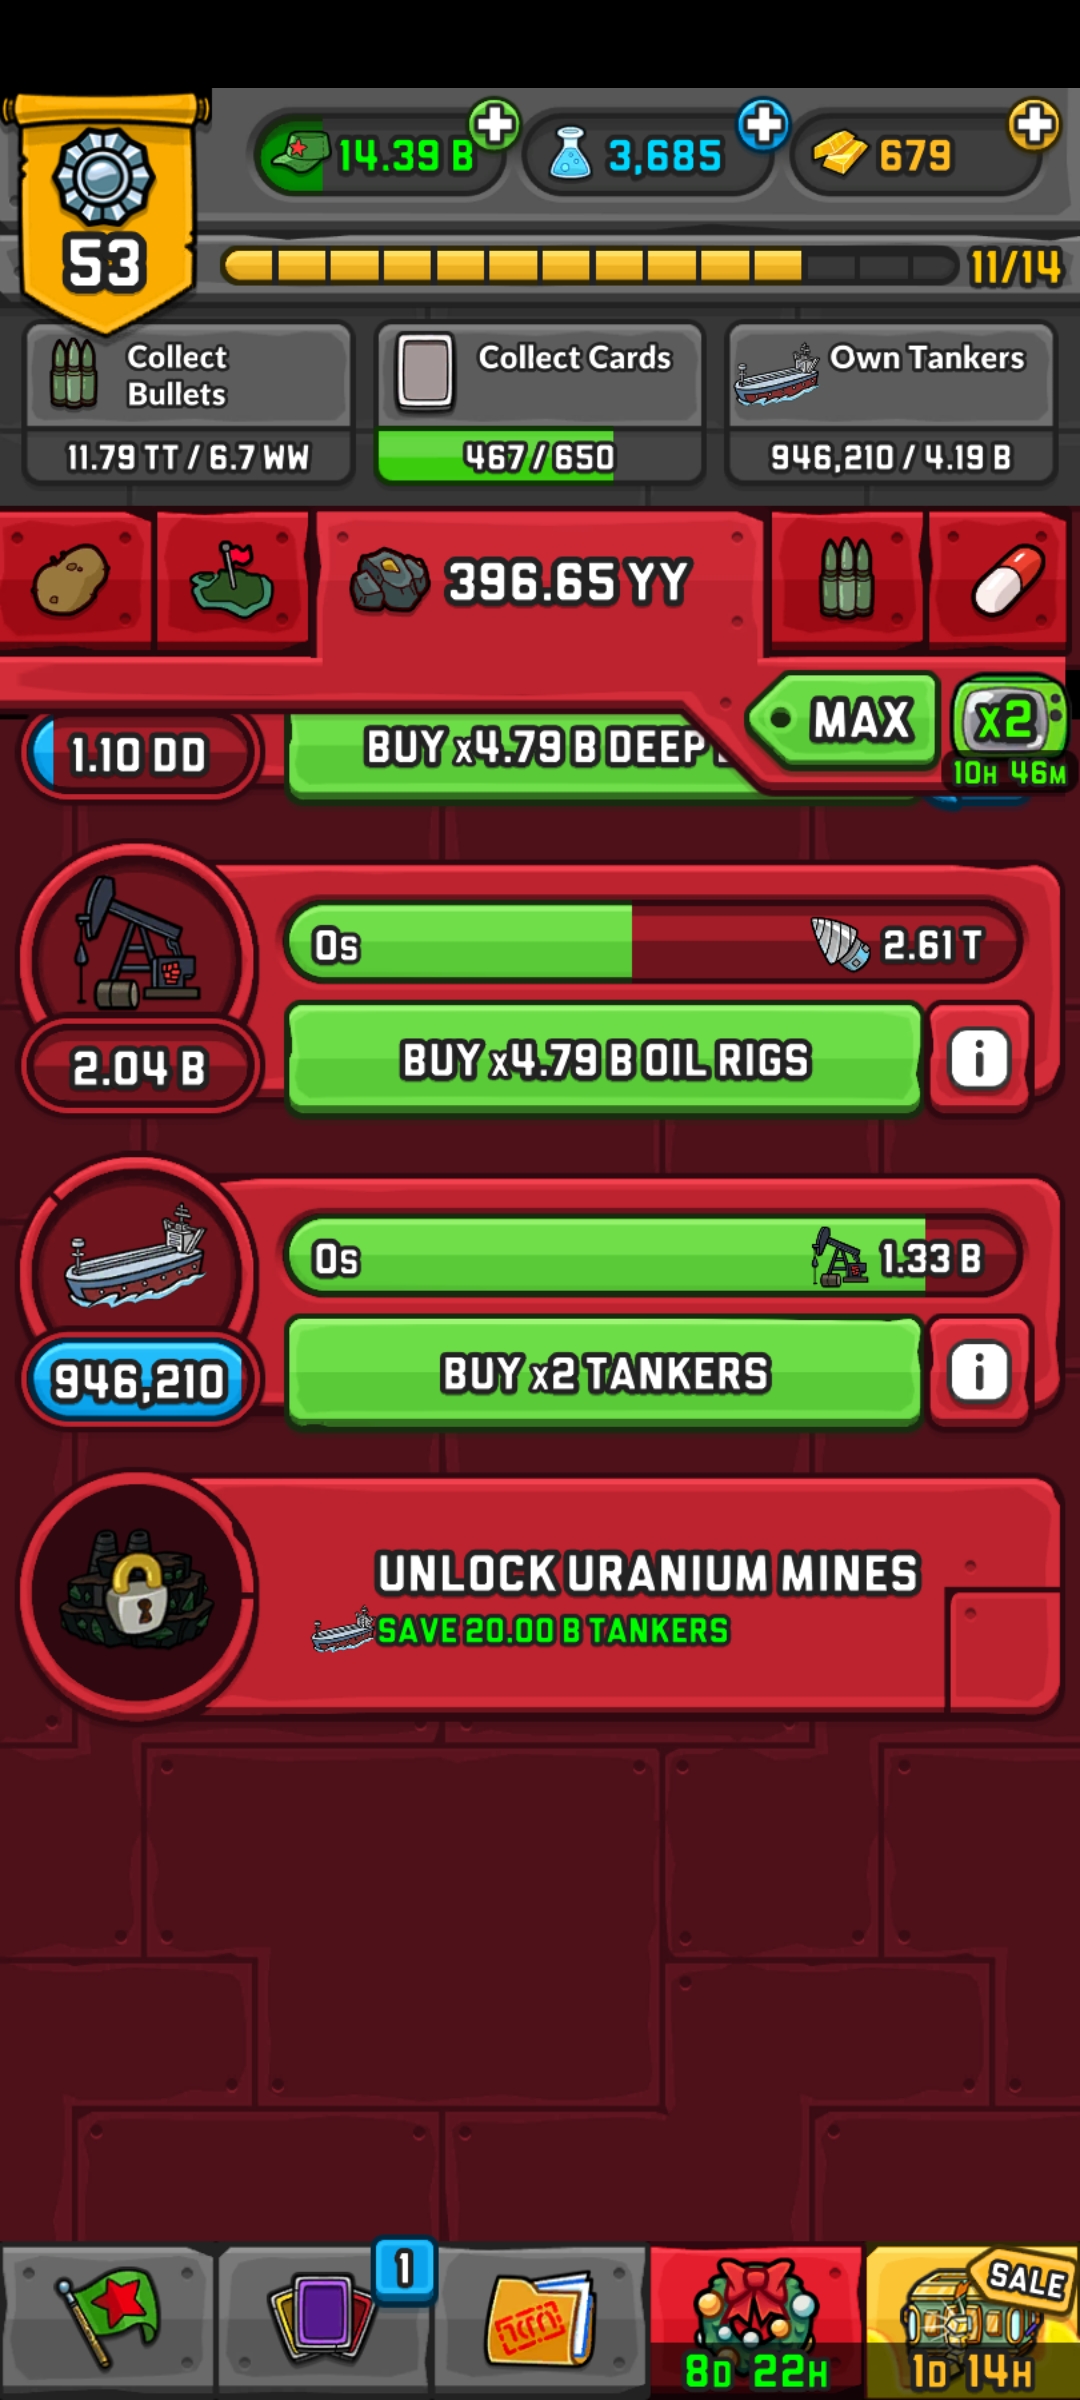 14.39 B
3,685
679
53
11/14
Collect
Bullets
11.79 TT / 6.7 WW
Collect Cards
467 / 650
Own Tankers
946,210 / 4.19 B
396.65 YY
MAX
x2
10H 46M
1.10 DD
BUY x4.79 B DEEP
0s
2.61 T
2.04 B
BUY x4.79 B OIL RIGS
i
0s
1.33 B
946,210
BUY x2 TANKERS
i
UNLOCK URANIUM MINES
SAVE 20.00 B TANKERS
1
SALE
8D 22H
1D 14H